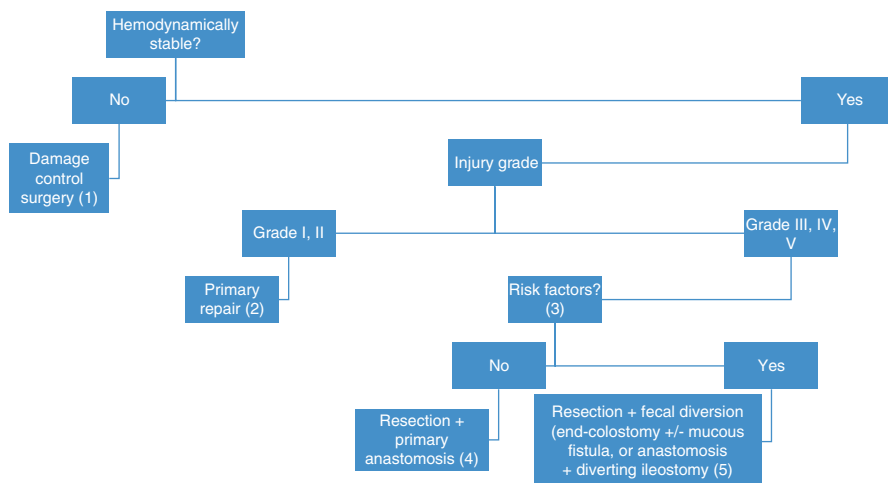 Hemodynamically
stable?
No
Yes
Damage
control
surgery (1)
Injury grade
Grade I, II
Grade III, IV,
V
Primary
repair (2)
Risk factors?
(3)
No
Yes
Resection +
primary
anastomosis (4)
Resection + fecal diversion
(end-colostomy +/- mucous
fistula, or anastomosis
+ diverting ileostomy (5)